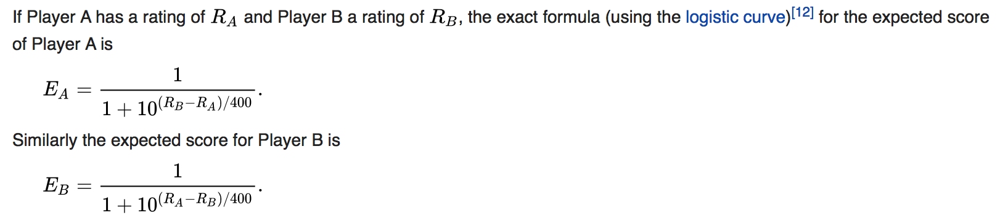 If Player A has a rating of R_A and Player B a rating of R_B, the exact formula (using the logistic curve)[12] for the expected score
of Player A is
E_A = 1 / (1 + 10^((R_B−R_A)/400)).
Similarly the expected score for Player B is
E_B = 1 / (1 + 10^((R_A−R_B)/400)).